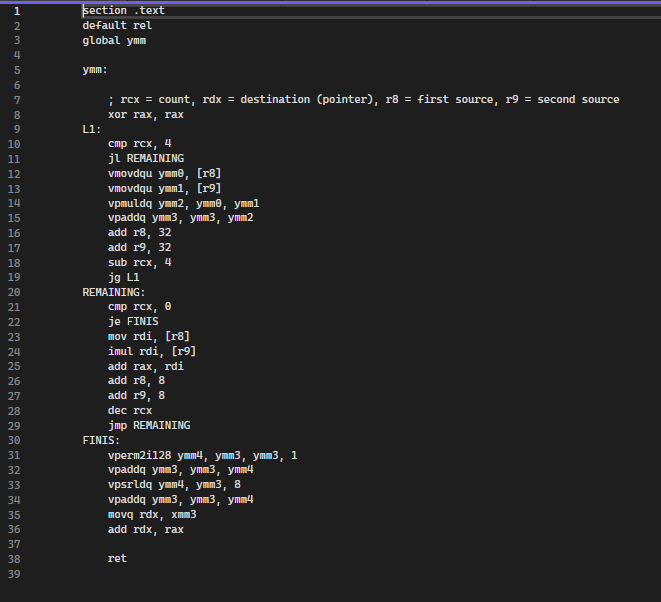 1 section .text
2 default rel
3 global ymm
4
5 ymm:
6
7 ; rcx = count, rdx = destination (pointer), r8 = first source, r9 = second source
8 xor rax, rax
9 L1:
10 cmp rcx, 4
11 jl REMAINING
12 vmovdqu ymm0, [r8]
13 vmovdqu ymm1, [r9]
14 vpmuldq ymm2, ymm0, ymm1
15 vpaddq ymm3, ymm3, ymm2
16 add r8, 32
17 add r9, 32
18 sub rcx, 4
19 jg L1
20 REMAINING:
21 cmp rcx, 0
22 je FINIS
23 mov rdi, [r8]
24 imul rdi, [r9]
25 add rax, rdi
26 add r8, 8
27 add r9, 8
28 dec rcx
29 jmp REMAINING
30 FINIS:
31 vperm2i128 ymm4, ymm3, ymm3, 1
32 vpaddq ymm3, ymm3, ymm4
33 vpsrldq ymm4, ymm3, 8
34 vpaddq ymm3, ymm3, ymm4
35 movq rdx, xmm3
36 add rdx, rax
37
38 ret
39